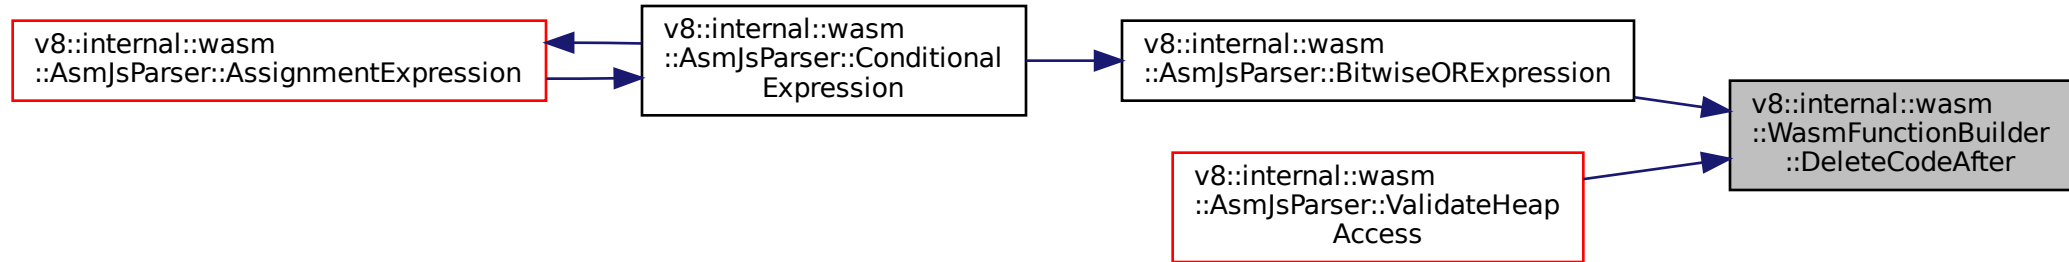 v8::internal::wasm
::AsmJsParser::AssignmentExpression
v8::internal::wasm
::AsmJsParser::Conditional
Expression
v8::internal::wasm
::AsmJsParser::BitwiseORExpression
v8::internal::wasm
::AsmJsParser::ValidateHeap
Access
v8::internal::wasm
::WasmFunctionBuilder
::DeleteCodeAfter